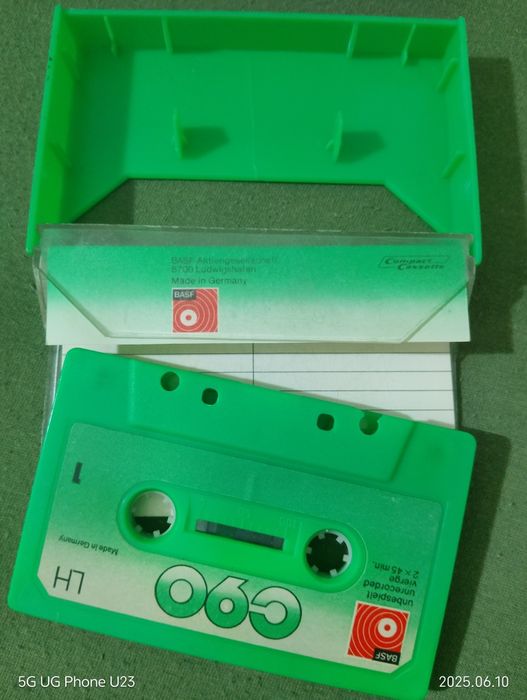 BASF Aktiengesellschaft
6700 Ludwigshafen
Made in Germany
BASF
Compact
Cassette
1
Made in Germany
LH
C90
unbespielt
unrecorded
vierge
2 x 45 min.
BASF
5G UG Phone U23
2025.06.10